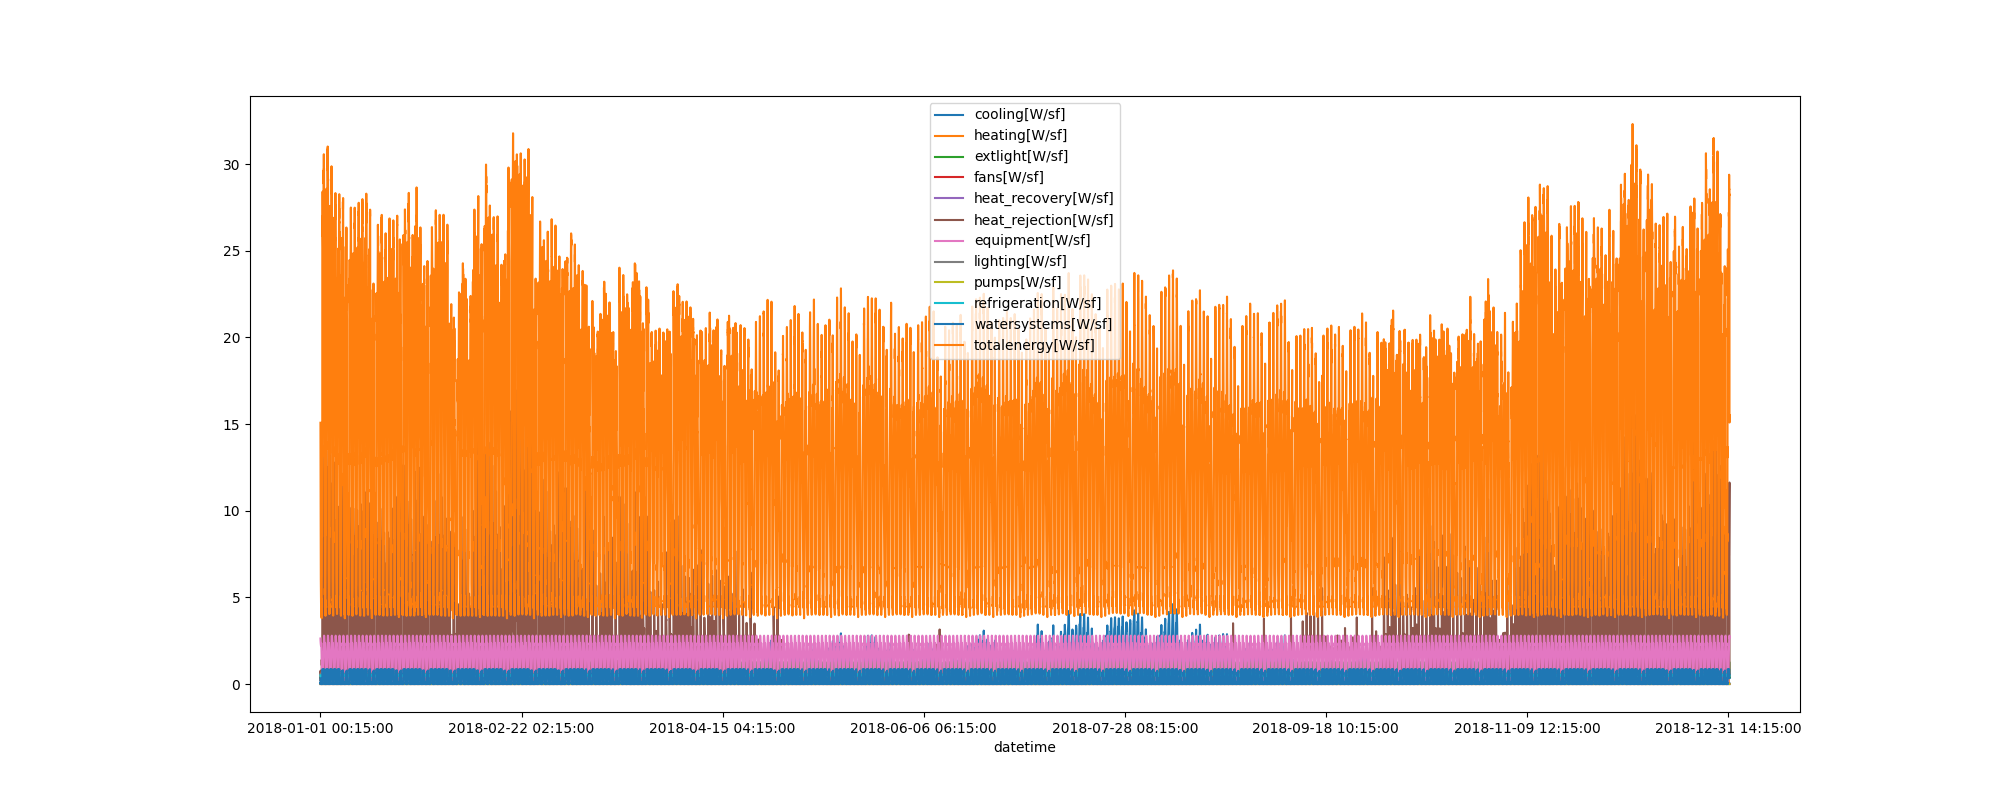 cooling[W/sf]
heating[W/sf]
extlight[W/sf]
fans[W/sf]
heat_recovery[W/sf]
heat_rejection[W/sf]
equipment[W/sf]
lighting[W/sf]
pumps[W/sf]
refrigeration[W/sf]
watersystems[W/sf]
totalenergy[W/sf]
30
25
20
15
10
5
0
2018-01-01 00:15:00 2018-02-22 02:15:00 2018-04-15 04:15:00 2018-06-06 06:15:00 2018-07-28 08:15:00 2018-09-18 10:15:00 2018-11-09 12:15:00 2018-12-31 14:15:00
datetime